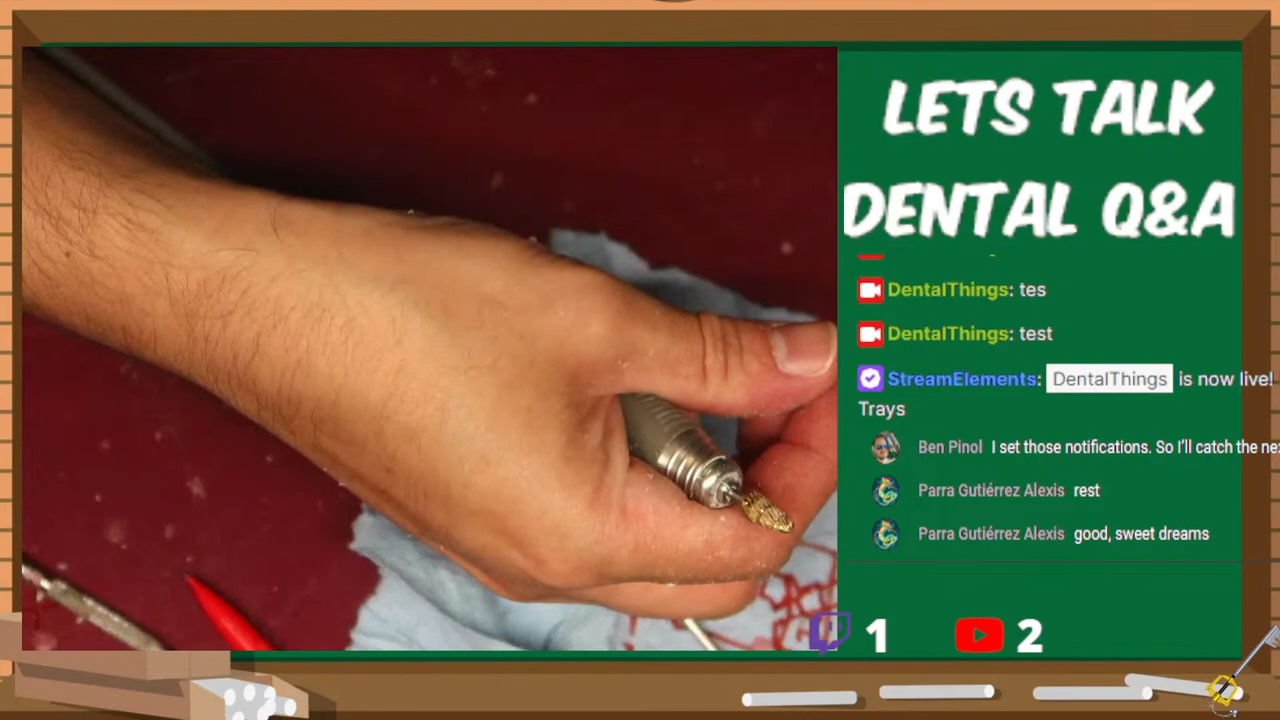 LETS TALK
DENTAL Q&A
DentalThings: tes
DentalThings: test
StreamElements: DentalThings is now live!
Trays
Ben Pinol I set those notifications. So I'll catch the
Parra Gutiérrez Alexis rest
Parra Gutiérrez Alexis good, sweet dreams
1 2